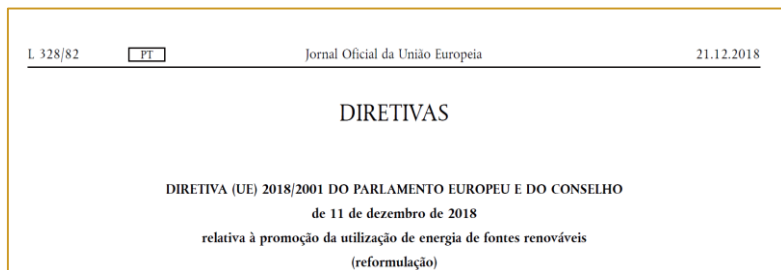 L 328/82 PT Jornal Oficial da União Europeia 21.12.2018
DIRETIVAS
DIRETIVA (UE) 2018/2001 DO PARLAMENTO EUROPEU E DO CONSELHO
de 11 de dezembro de 2018
relativa à promoção da utilização de energia de fontes renováveis
(reformulação)